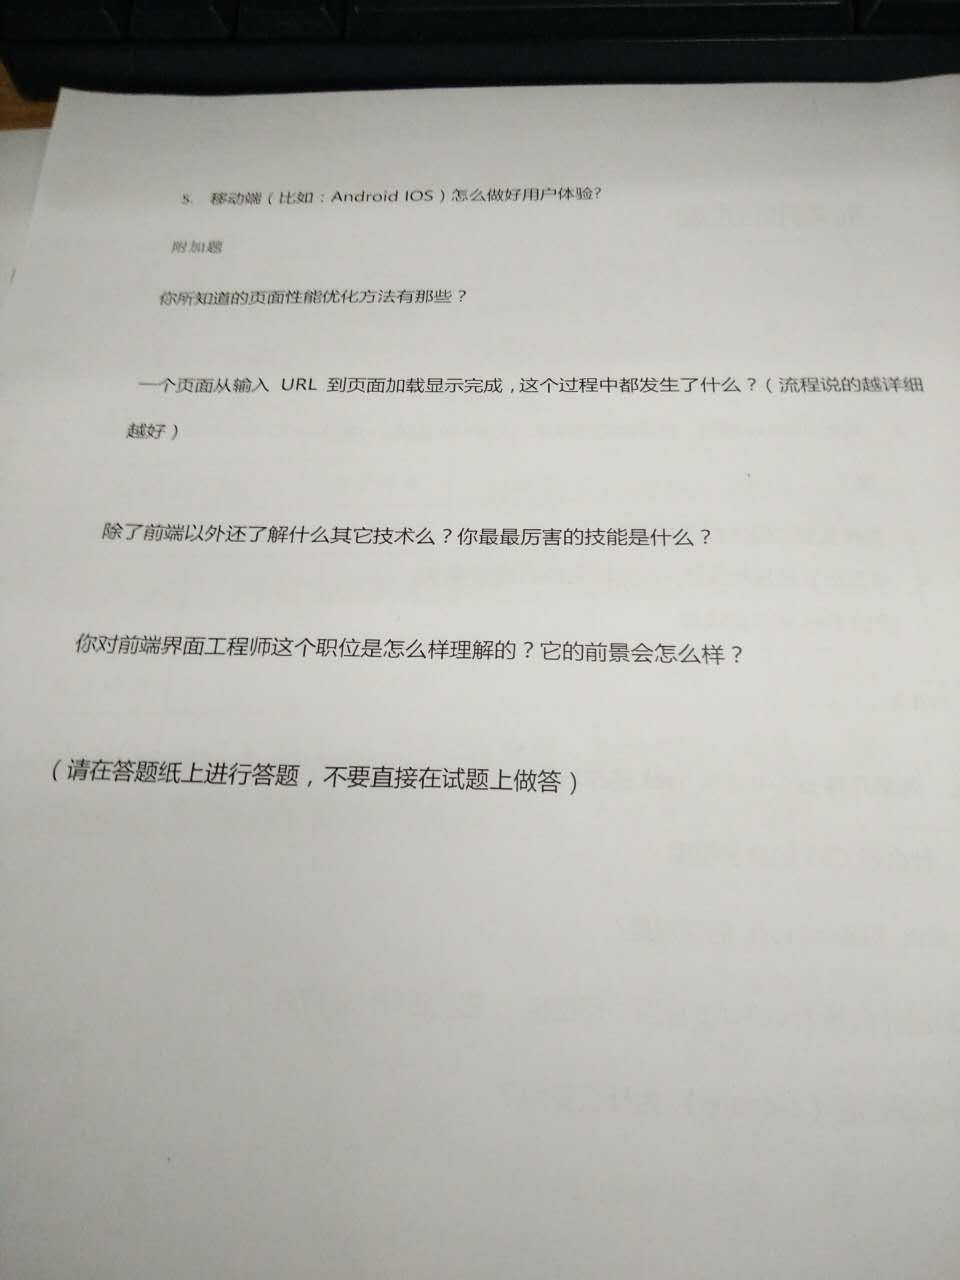 8. 移动端（比如：Android IOS）怎么做好用户体验？
附加题
你所知道的页面性能优化方法有那些？
一个页面从输入 URL 到页面加载显示完成，这个过程中都发生了什么？（流程说的越详细
越好）
除了前端以外还了解什么其它技术么？你最最厉害的技能是什么？
你对前端界面工程师这个职位是怎么样理解的？它的前景会怎么样？
（请在答题纸上进行答题，不要直接在试题上做答）